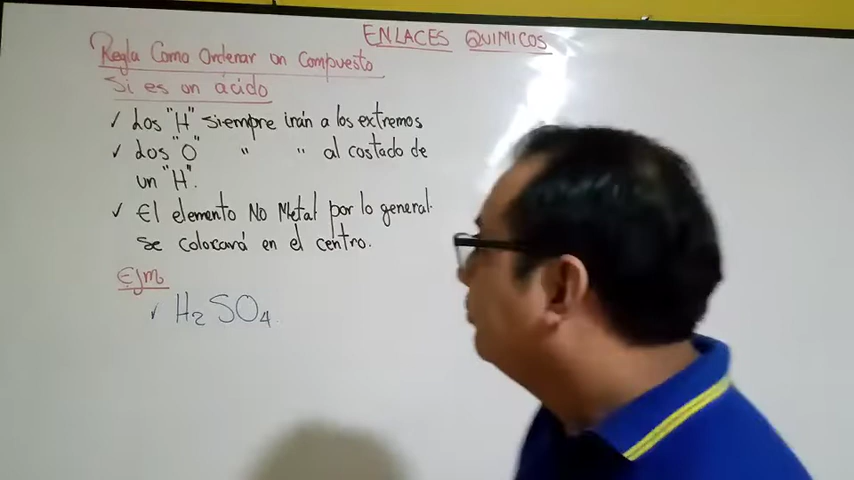 ENLACES QUIMICOS
Regla Como Ordenar un Compuesto
Si es un ácido
✓ Los "H" siempre irán a los extremos
✓ Los "O" " " al costado de
un "H".
✓ El elemento No Metal por lo general
se colocará en el centro.
Ejm
✓ H₂SO₄